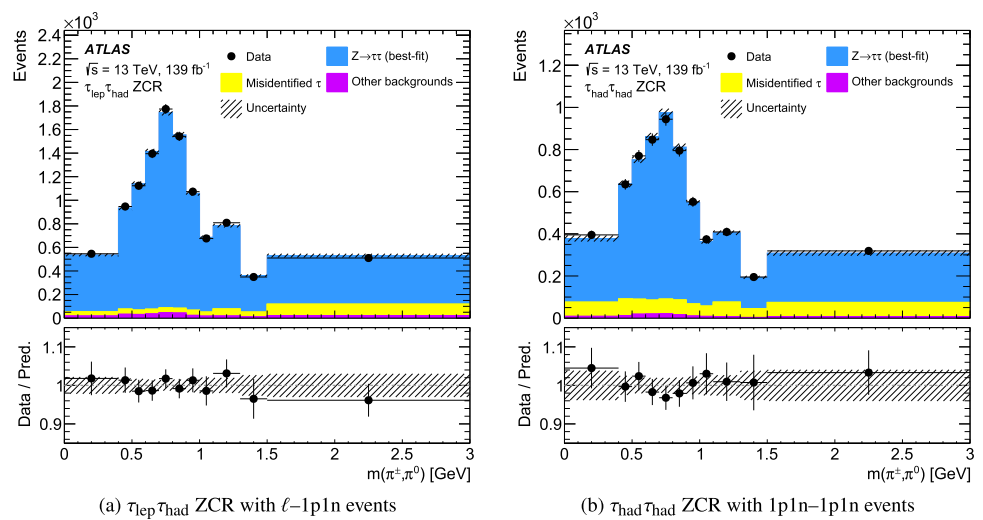 ×10³
Events
2.4
2.2
2
1.8
1.6
1.4
1.2
1
0.8
0.6
0.4
0.2
0
ATLAS
√s = 13 TeV, 139 fb⁻¹
τlepτhad ZCR
Data
Z→ττ (best-fit)
Misidentified τ
Other backgrounds
Uncertainty
Data / Pred.
1.1
1
0.9
0 0.5 1 1.5 2 2.5 3
m(π±,π⁰) [GeV]
(a) τlepτhad ZCR with ℓ–1p1n events
×10³
Events
1.2
1
0.8
0.6
0.4
0.2
0
ATLAS
√s = 13 TeV, 139 fb⁻¹
τhadτhad ZCR
Data
Z→ττ (best-fit)
Misidentified τ
Other backgrounds
Uncertainty
Data / Pred.
1.1
1
0.9
0 0.5 1 1.5 2 2.5 3
m(π±,π⁰) [GeV]
(b) τhadτhad ZCR with 1p1n–1p1n events